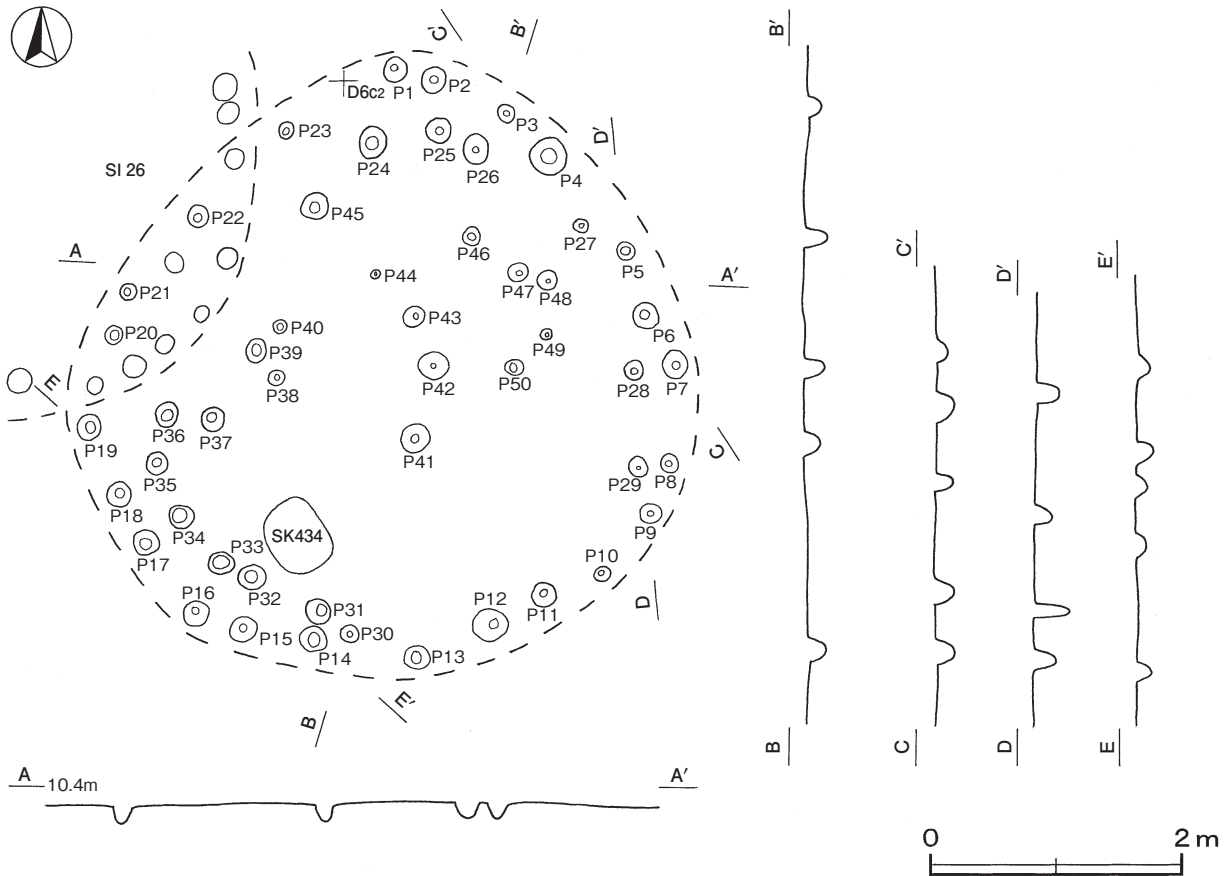 C'
B'
B'
D6c2
P1
P2
P3
P23
P24
P25
P26
P4
D'
SI 26
P22
P45
P46
P27
P5
A
A'
P44
P47
P48
C'
D'
E'
P21
P20
P40
P43
P6
P39
P49
E
P38
P42
P50
P28
P7
P19
P36
P37
P41
C
P35
P29
P8
P18
P34
P9
P17
SK434
P33
P10
P16
P32
P12
P11
D
P31
P15
P30
P14
P13
E'
B
B
C
D
E
A
10.4m
A'
0
2 m